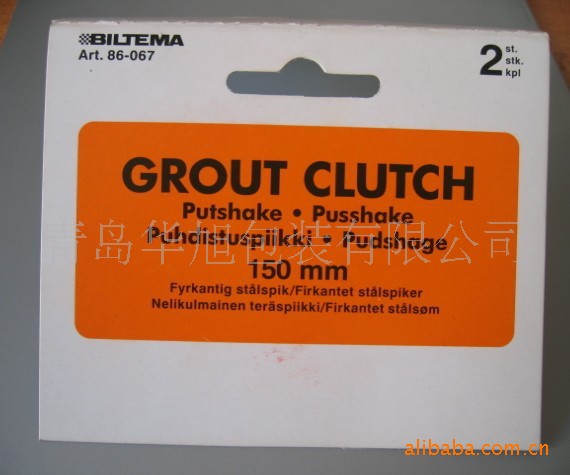 BILTEMA
Art. 86-067
2 st.
stk.
kpl
GROUT CLUTCH
Putshake • Pusshake
Puhdistuspiikki • Pudshage
150 mm
Fyrkantig stålspik/Firkantet stålspiker
Nelikulmainen teräspiikki/Firkantet stålsøm
青岛华旭包装有限公司
alibaba.com.cn